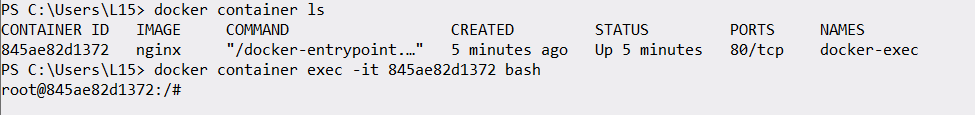 PS C:\Users\L15> docker container ls
CONTAINER ID   IMAGE     COMMAND                  CREATED         STATUS         PORTS     NAMES
845ae82d1372   nginx     "/docker-entrypoint.…"   5 minutes ago   Up 5 minutes   80/tcp    docker-exec
PS C:\Users\L15> docker container exec -it 845ae82d1372 bash
root@845ae82d1372:/#